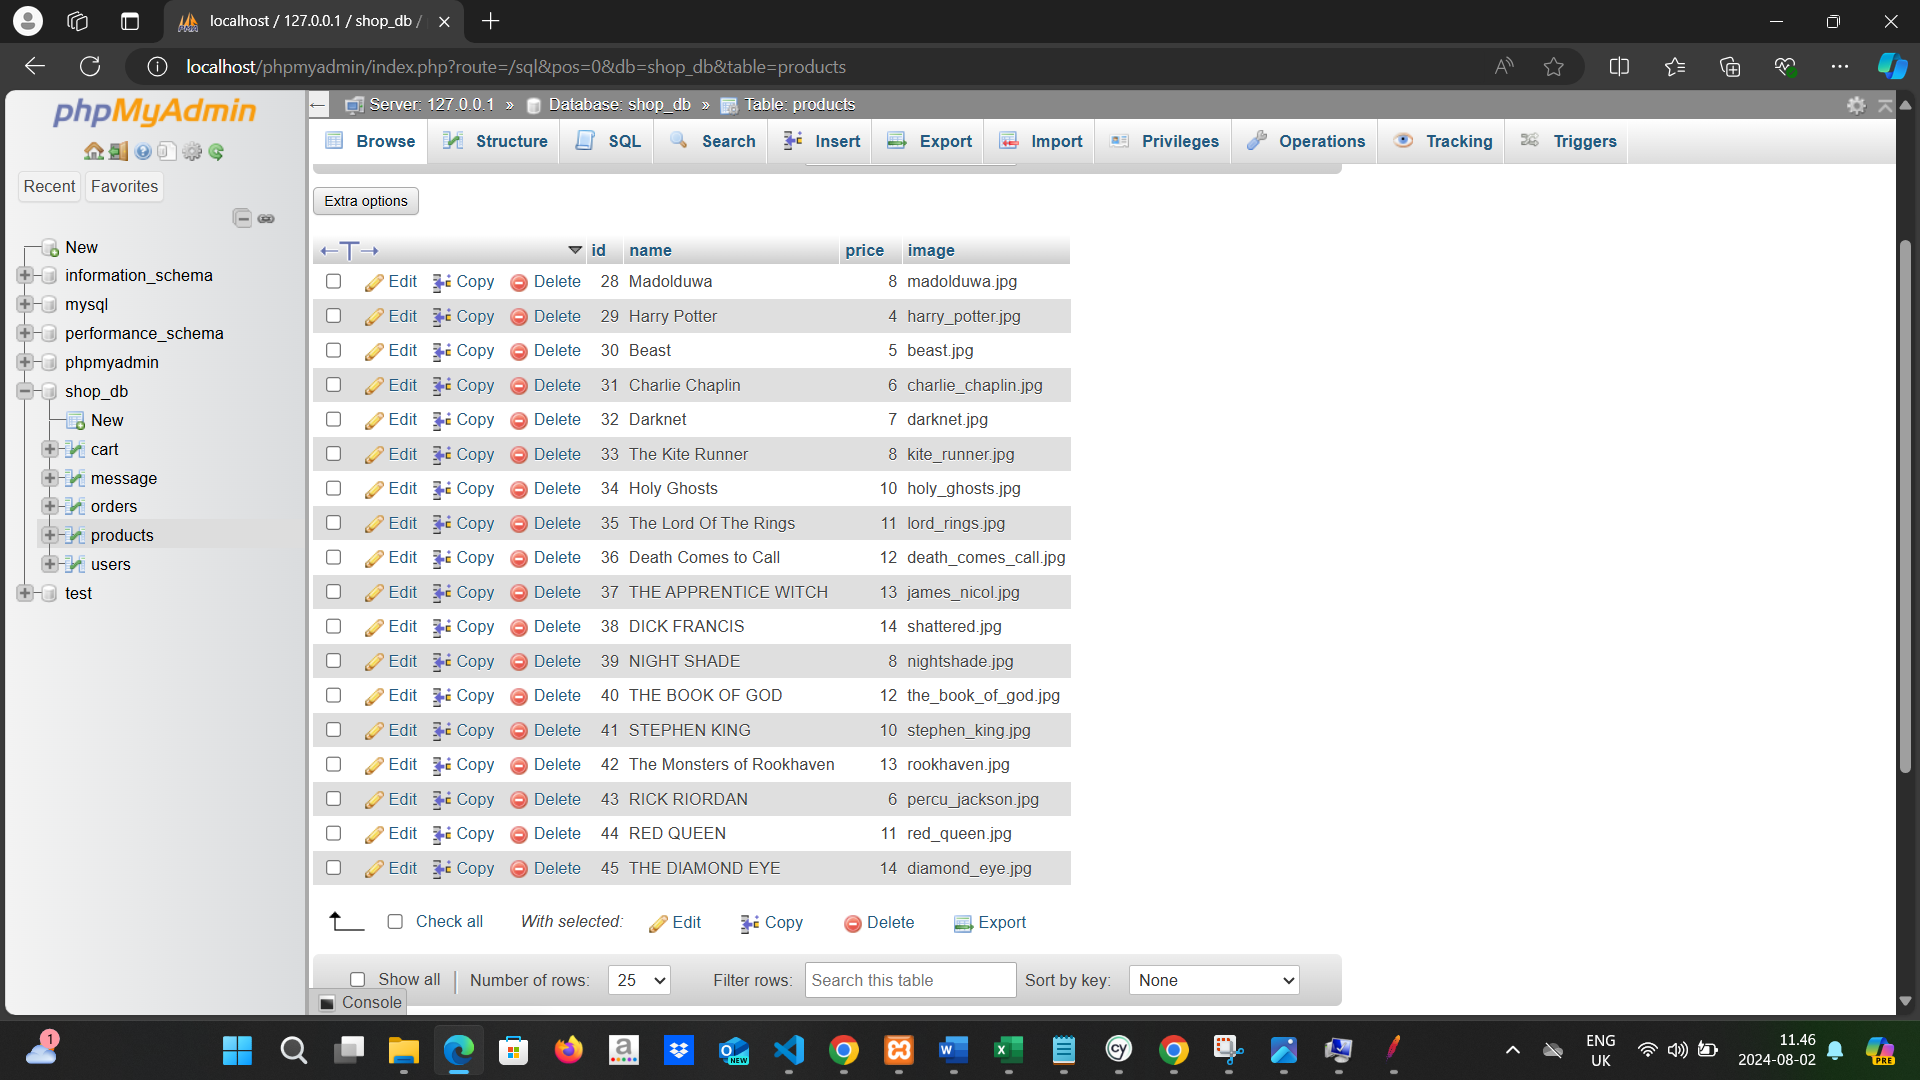 localhost / 127.0.0.1 / shop_db /
localhost/phpmyadmin/index.php?route=/sql&pos=0&db=shop_db&table=products
phpMyAdmin
Recent Favorites
New
information_schema
mysql
performance_schema
phpmyadmin
shop_db
New
cart
message
orders
products
users
test
Server: 127.0.0.1 » Database: shop_db » Table: products
Browse Structure SQL Search Insert Export Import Privileges Operations Tracking Triggers
Extra options
id name price image
Edit Copy Delete 28 Madolduwa 8 madolduwa.jpg
Edit Copy Delete 29 Harry Potter 4 harry_potter.jpg
Edit Copy Delete 30 Beast 5 beast.jpg
Edit Copy Delete 31 Charlie Chaplin 6 charlie_chaplin.jpg
Edit Copy Delete 32 Darknet 7 darknet.jpg
Edit Copy Delete 33 The Kite Runner 8 kite_runner.jpg
Edit Copy Delete 34 Holy Ghosts 10 holy_ghosts.jpg
Edit Copy Delete 35 The Lord Of The Rings 11 lord_rings.jpg
Edit Copy Delete 36 Death Comes to Call 12 death_comes_call.jpg
Edit Copy Delete 37 THE APPRENTICE WITCH 13 james_nicol.jpg
Edit Copy Delete 38 DICK FRANCIS 14 shattered.jpg
Edit Copy Delete 39 NIGHT SHADE 8 nightshade.jpg
Edit Copy Delete 40 THE BOOK OF GOD 12 the_book_of_god.jpg
Edit Copy Delete 41 STEPHEN KING 10 stephen_king.jpg
Edit Copy Delete 42 The Monsters of Rookhaven 13 rookhaven.jpg
Edit Copy Delete 43 RICK RIORDAN 6 percu_jackson.jpg
Edit Copy Delete 44 RED QUEEN 11 red_queen.jpg
Edit Copy Delete 45 THE DIAMOND EYE 14 diamond_eye.jpg
Check all With selected: Edit Copy Delete Export
Show all Number of rows: 25 Filter rows: Search this table Sort by key: None
Console
1
ENG
UK
11.46
2024-08-02